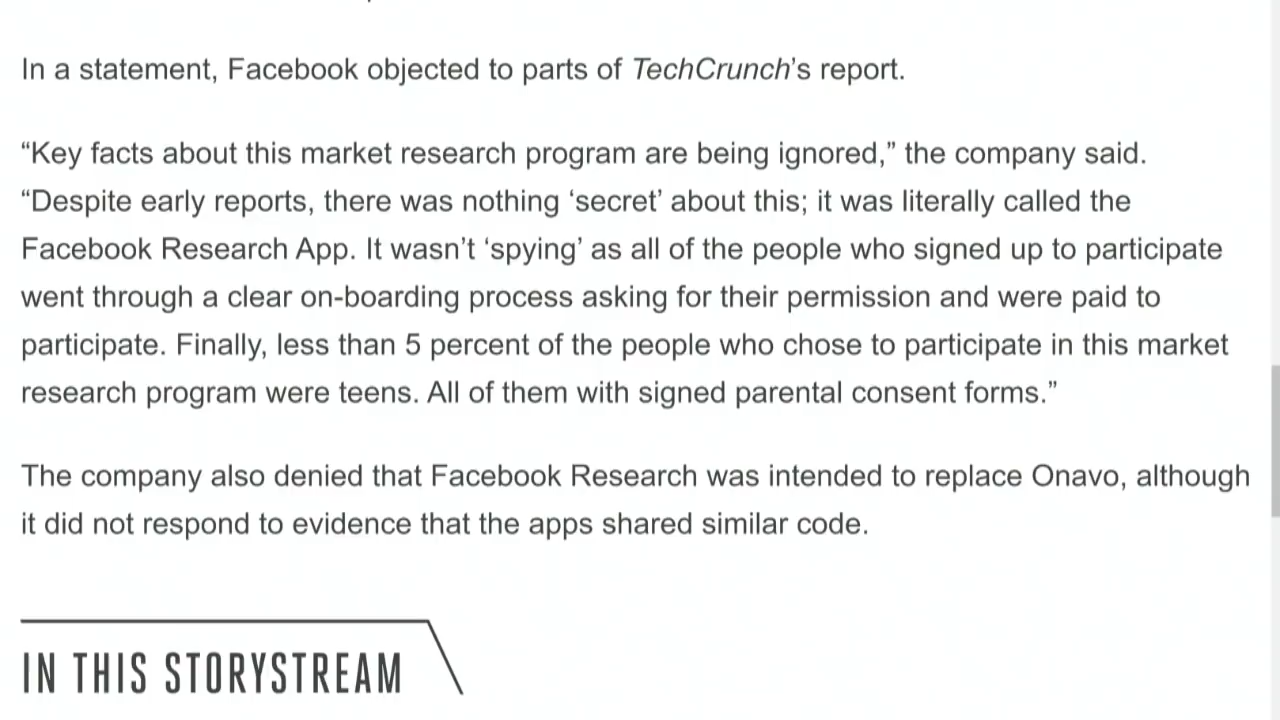 In a statement, Facebook objected to parts of TechCrunch’s report.
“Key facts about this market research program are being ignored,” the company said.
“Despite early reports, there was nothing ‘secret’ about this; it was literally called the
Facebook Research App. It wasn’t ‘spying’ as all of the people who signed up to participate
went through a clear on-boarding process asking for their permission and were paid to
participate. Finally, less than 5 percent of the people who chose to participate in this market
research program were teens. All of them with signed parental consent forms.”
The company also denied that Facebook Research was intended to replace Onavo, although
it did not respond to evidence that the apps shared similar code.
IN THIS STORYSTREAM